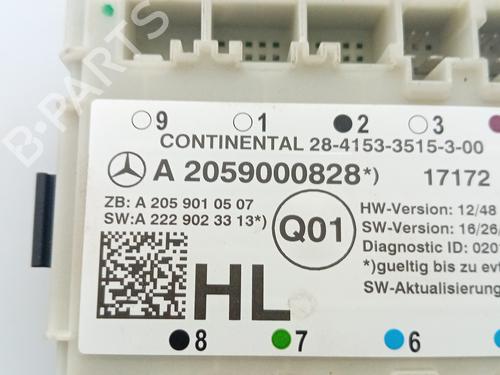 9 1 2 3
CONTINENTAL 28-4153-3515-3-00
A 2059000828*) 17172
ZB: A 205 901 05 07
SW:A 222 902 33 13*)
Q01
HW-Version: 12/48
SW-Version: 16/26/
Diagnostic ID: 020
*)gueltig bis zu evt
SW-Aktualisierung
HL
8 7 6
B-PARTS